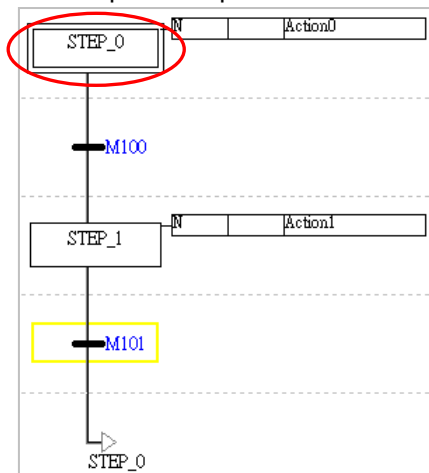 STEP_0 N Action0
M100
STEP_1 N Action1
M101
STEP_0